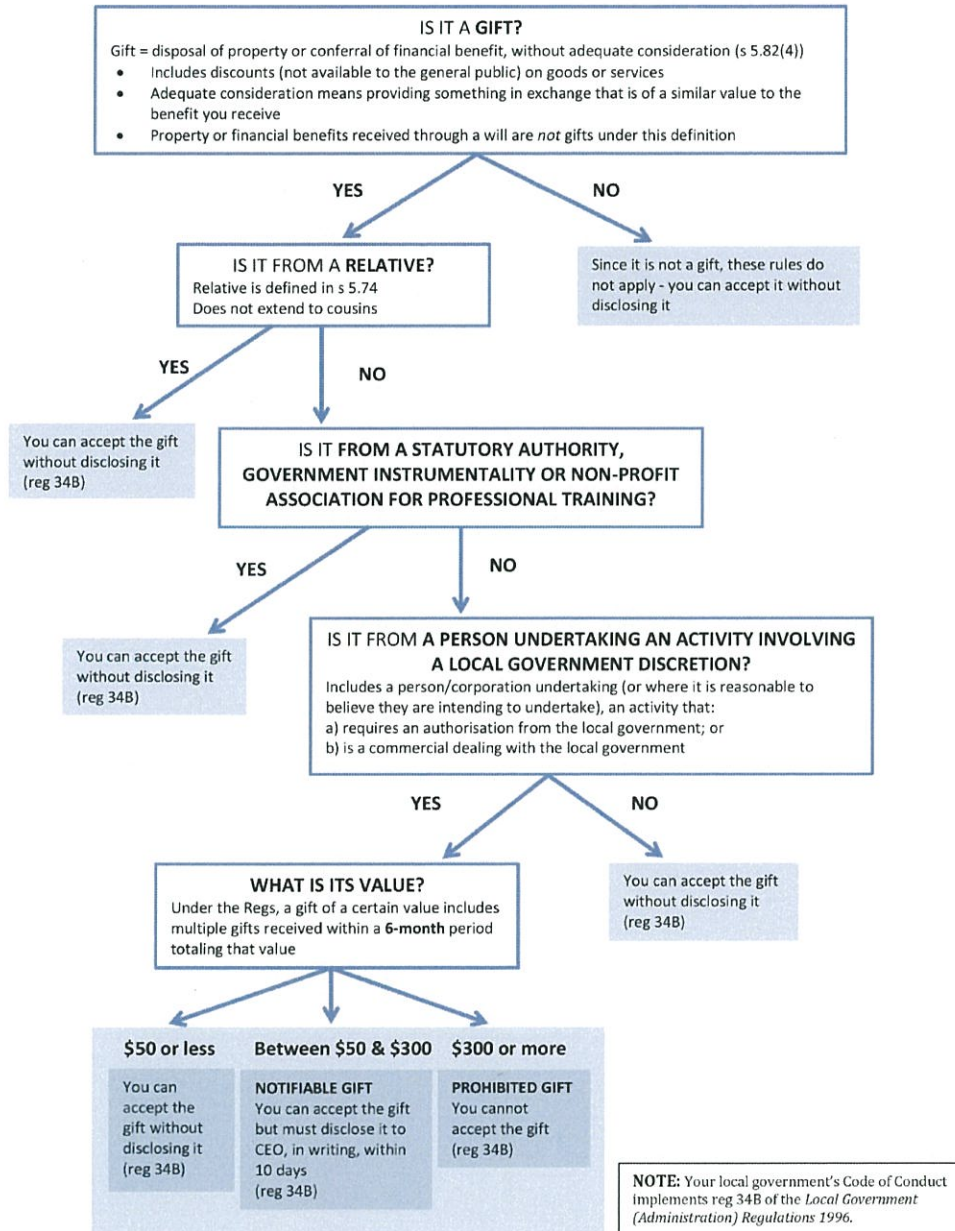 IS IT A GIFT?
Gift = disposal of property or conferral of financial benefit, without adequate consideration (s 5.82(4))
• Includes discounts (not available to the general public) on goods or services
• Adequate consideration means providing something in exchange that is of a similar value to the
benefit you receive
• Property or financial benefits received through a will are not gifts under this definition
YES
NO
IS IT FROM A RELATIVE?
Relative is defined in s 5.74
Does not extend to cousins
Since it is not a gift, these rules do
not apply - you can accept it without
disclosing it
YES
NO
You can accept the gift
without disclosing it
(reg 34B)
IS IT FROM A STATUTORY AUTHORITY,
GOVERNMENT INSTRUMENTALITY OR NON-PROFIT
ASSOCIATION FOR PROFESSIONAL TRAINING?
YES
NO
You can accept the gift
without disclosing it
(reg 34B)
IS IT FROM A PERSON UNDERTAKING AN ACTIVITY INVOLVING
A LOCAL GOVERNMENT DISCRETION?
Includes a person/corporation undertaking (or where it is reasonable to
believe they are intending to undertake), an activity that:
a) requires an authorisation from the local government; or
b) is a commercial dealing with the local government
YES
NO
WHAT IS ITS VALUE?
Under the Regs, a gift of a certain value includes
multiple gifts received within a 6-month period
totaling that value
You can accept the gift
without disclosing it
(reg 34B)
$50 or less
You can
accept the
gift without
disclosing it
(reg 34B)
Between $50 & $300
NOTIFIABLE GIFT
You can accept the gift
but must disclose it to
CEO, in writing, within
10 days
(reg 34B)
$300 or more
PROHIBITED GIFT
You cannot
accept the gift
(reg 34B)
NOTE: Your local government's Code of Conduct
implements reg 34B of the Local Government
(Administration) Regulations 1996.